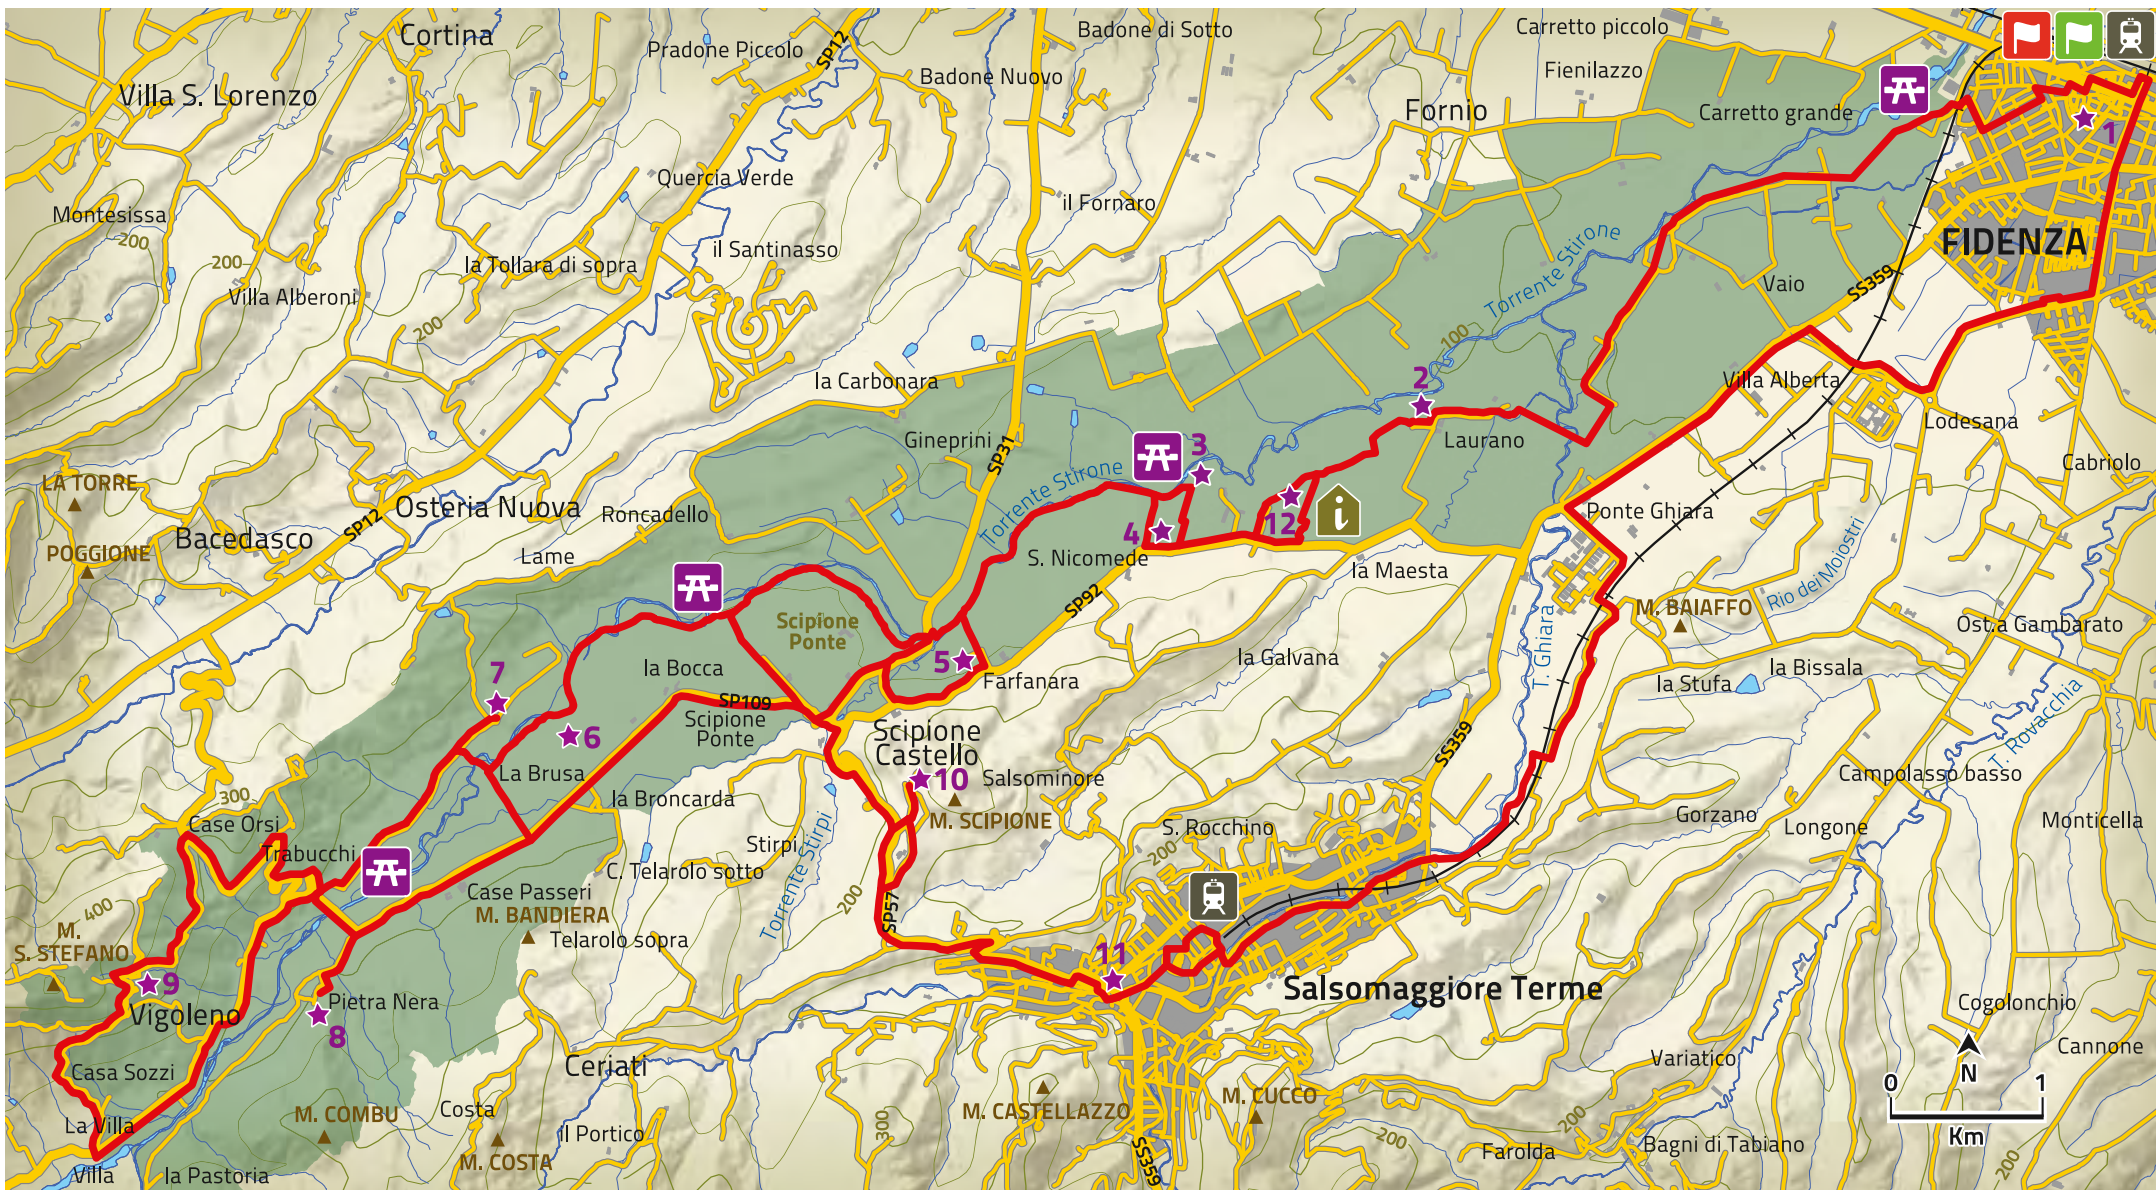 Cortina
Pradone Piccolo
SP12
Badone di Sotto
Badone Nuovo
Carretto piccolo
Fienilazzo
Villa S. Lorenzo
Fornio
Carretto grande
1
Montesissa
200
200
Villa Alberoni
Quercia Verde
il Fornaro
il Santinasso
la Tollara di sopra
200
Torrente Stirone
FIDENZA
Vaio
SS359
100
2
la Carbonara
Villa Alberta
Lodesana
Gineprini
SP31
3
Laurano
Cabriolo
LA TORRE
Torrente Stirone
Osteria Nuova
Roncadello
SP12
Bacedasco
POGGIONE
Lame
4
12
Ponte Ghiara
S. Nicomede
la Maesta
SP92
Rio dei Moiostri
M. BAIAFFO
Scipione
Ponte
T. Ghiara
Ost.a Gambarato
7
la Bocca
5
Farfanara
la Galvana
la Bissala
la Stufa
SP109
Scipione
Ponte
6
Scipione
Castello
SS359
T. Rovacchia
La Brusa
10
Salsominore
Campolasso basso
300
la Broncarda
M. SCIPIONE
Gorzano
Monticella
Case Orsi
Torrente Stirpi
S. Rocchino
Longone
Trabucchi
Stirpi
200
C. Telarolo sotto
Case Passeri
200
400
M. BANDIERA
SP57
M.
S. STEFANO
Telarolo sopra
11
9
Salsomaggiore Terme
Vigoleno
Pietra Nera
Cogolonchio
8
Ceriati
Variatico
N
Cannone
Casa Sozzi
0
1
Km
M. COMBU
Costa
M. CASTELLAZZO
M. CUCCO
La Villa
il Portico
300
200
200
Bagni di Tabiano
Farolda
M. COSTA
SS359
200
Villa
la Pastoria